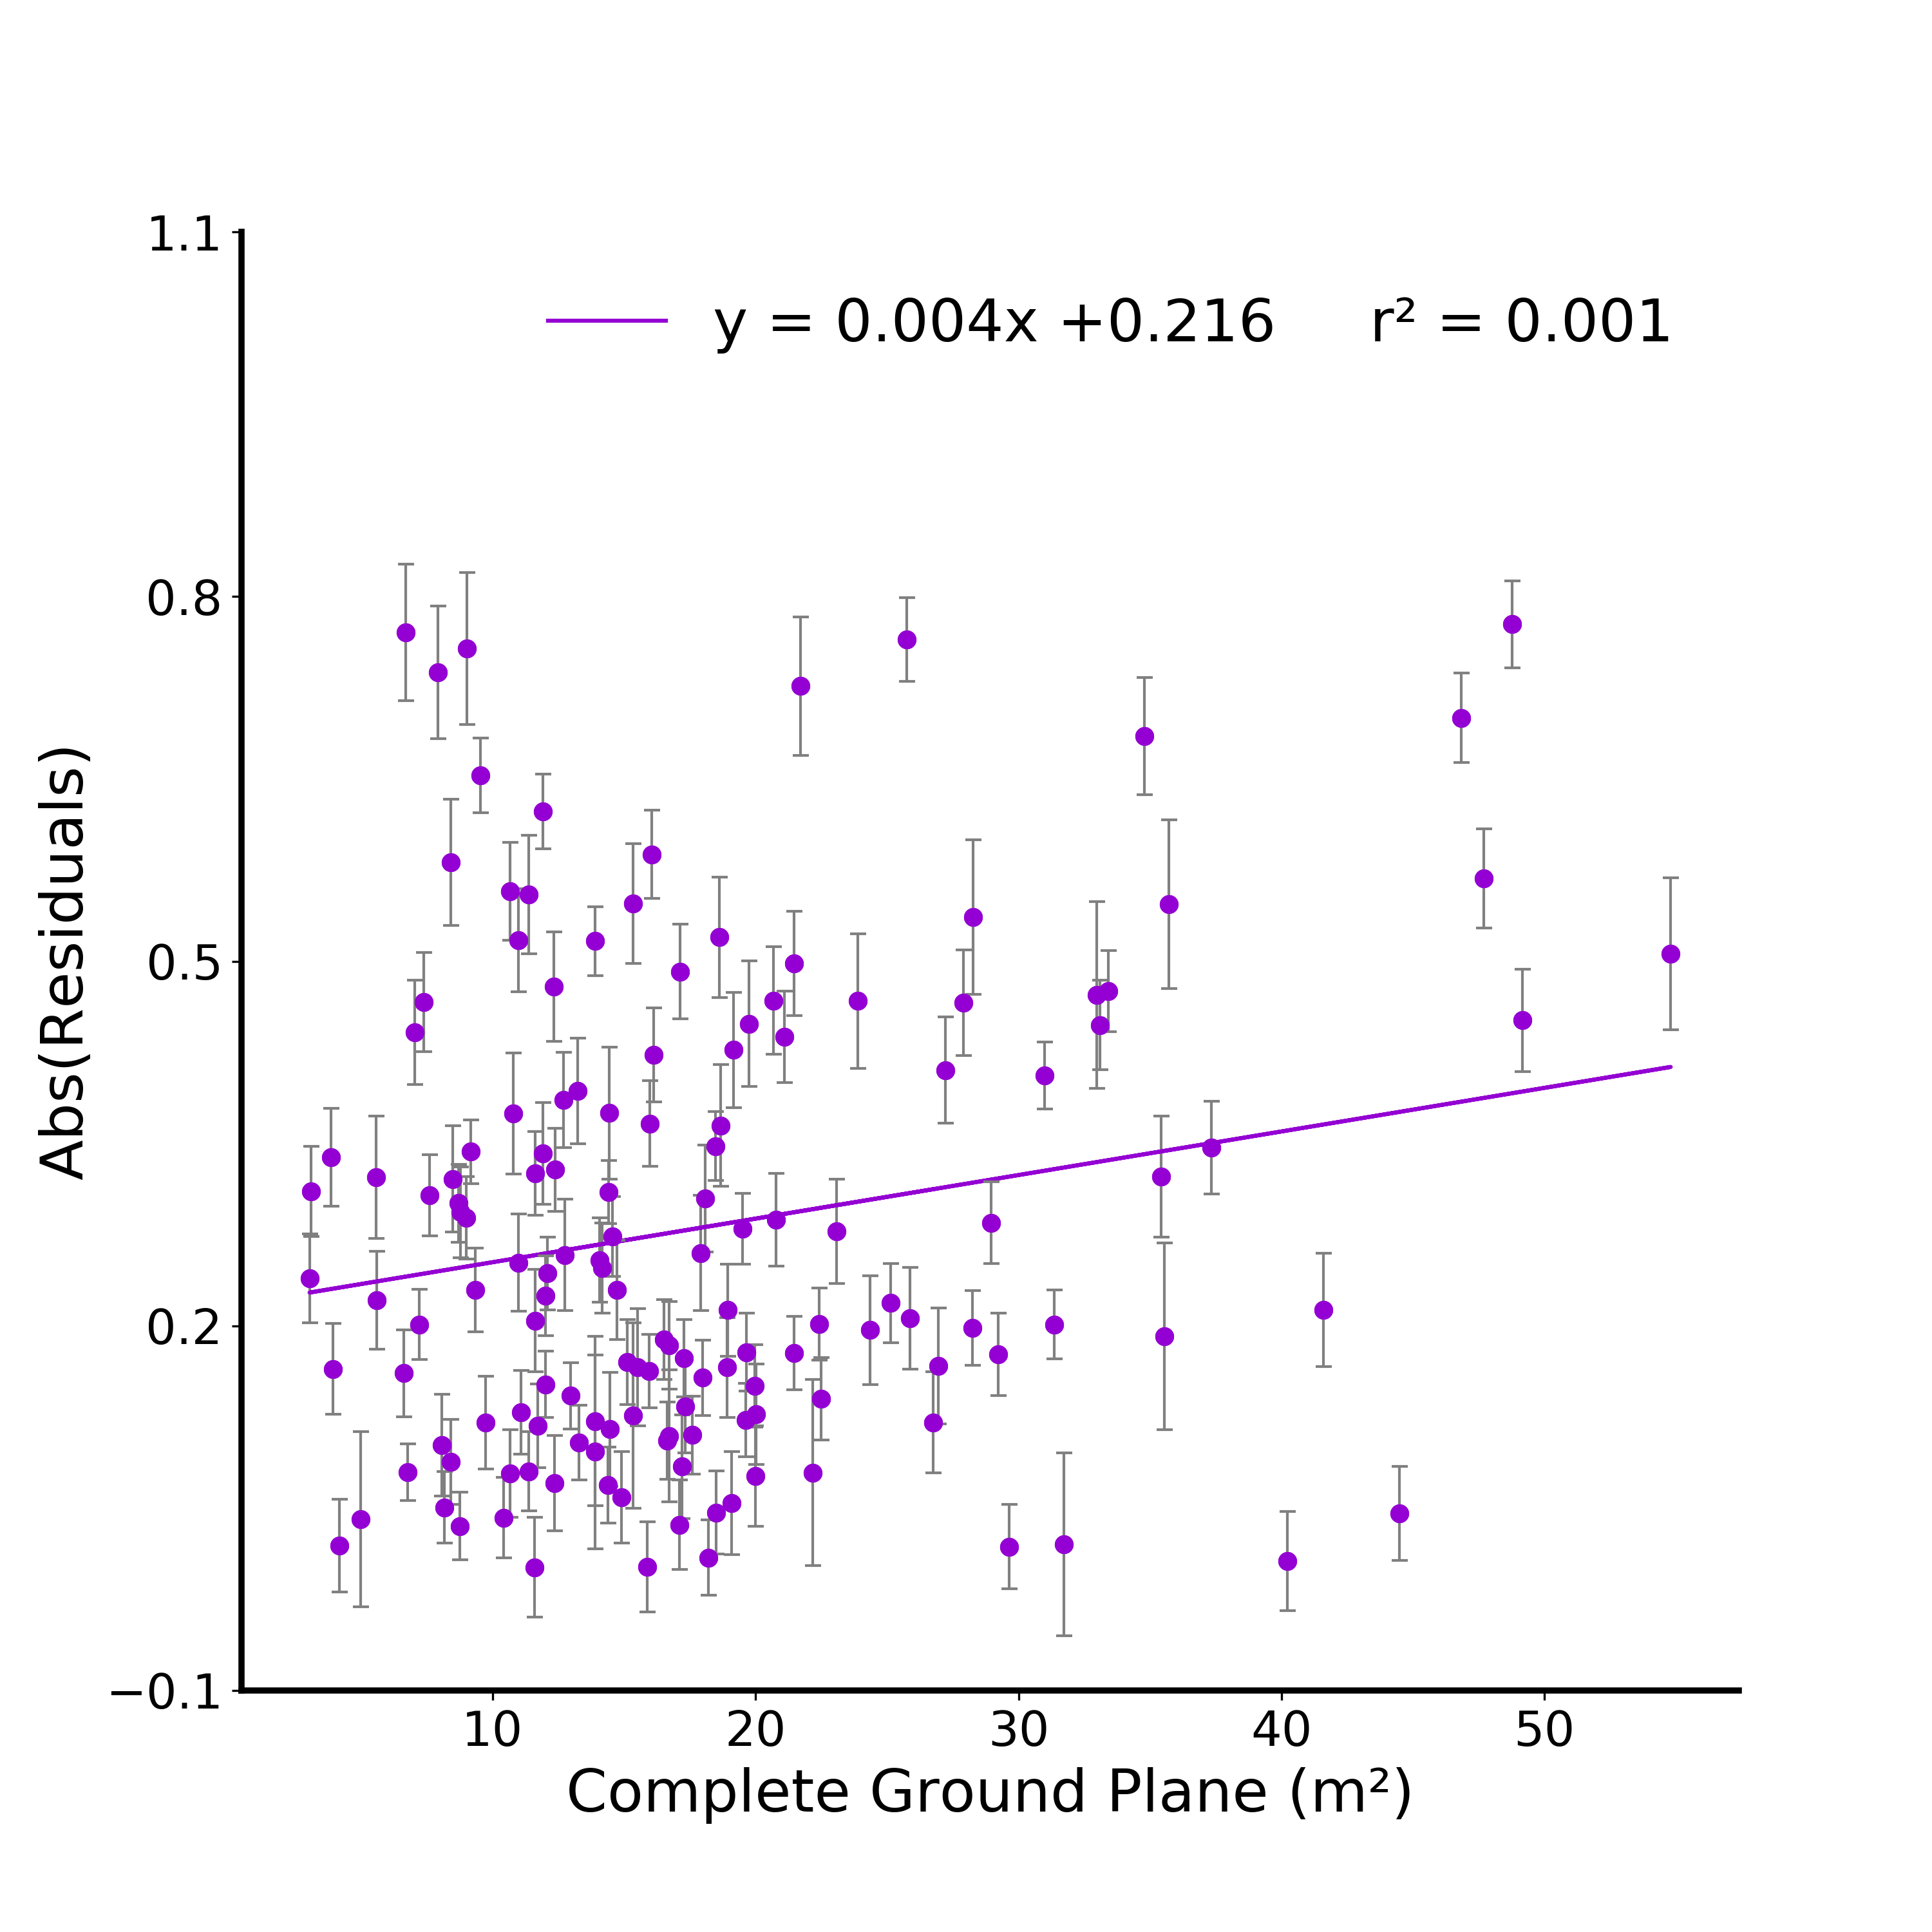 1.1
y = 0.004x +0.216 r² = 0.001
0.8
0.5
0.2
−0.1
Abs(Residuals)
10 20 30 40 50
Complete Ground Plane (m²)